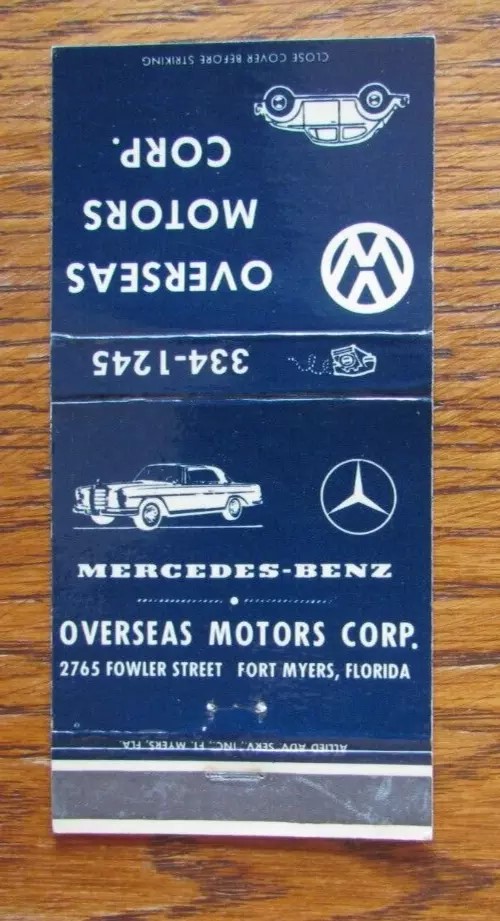 CLOSE COVER BEFORE STRIKING
OVERSEAS
MOTORS
CORP.
VW
334-1245
MERCEDES-BENZ
OVERSEAS MOTORS CORP.
2765 FOWLER STREET FORT MYERS, FLORIDA
ALLIED ADV. SERV., INC., FT. MYERS, FLA.